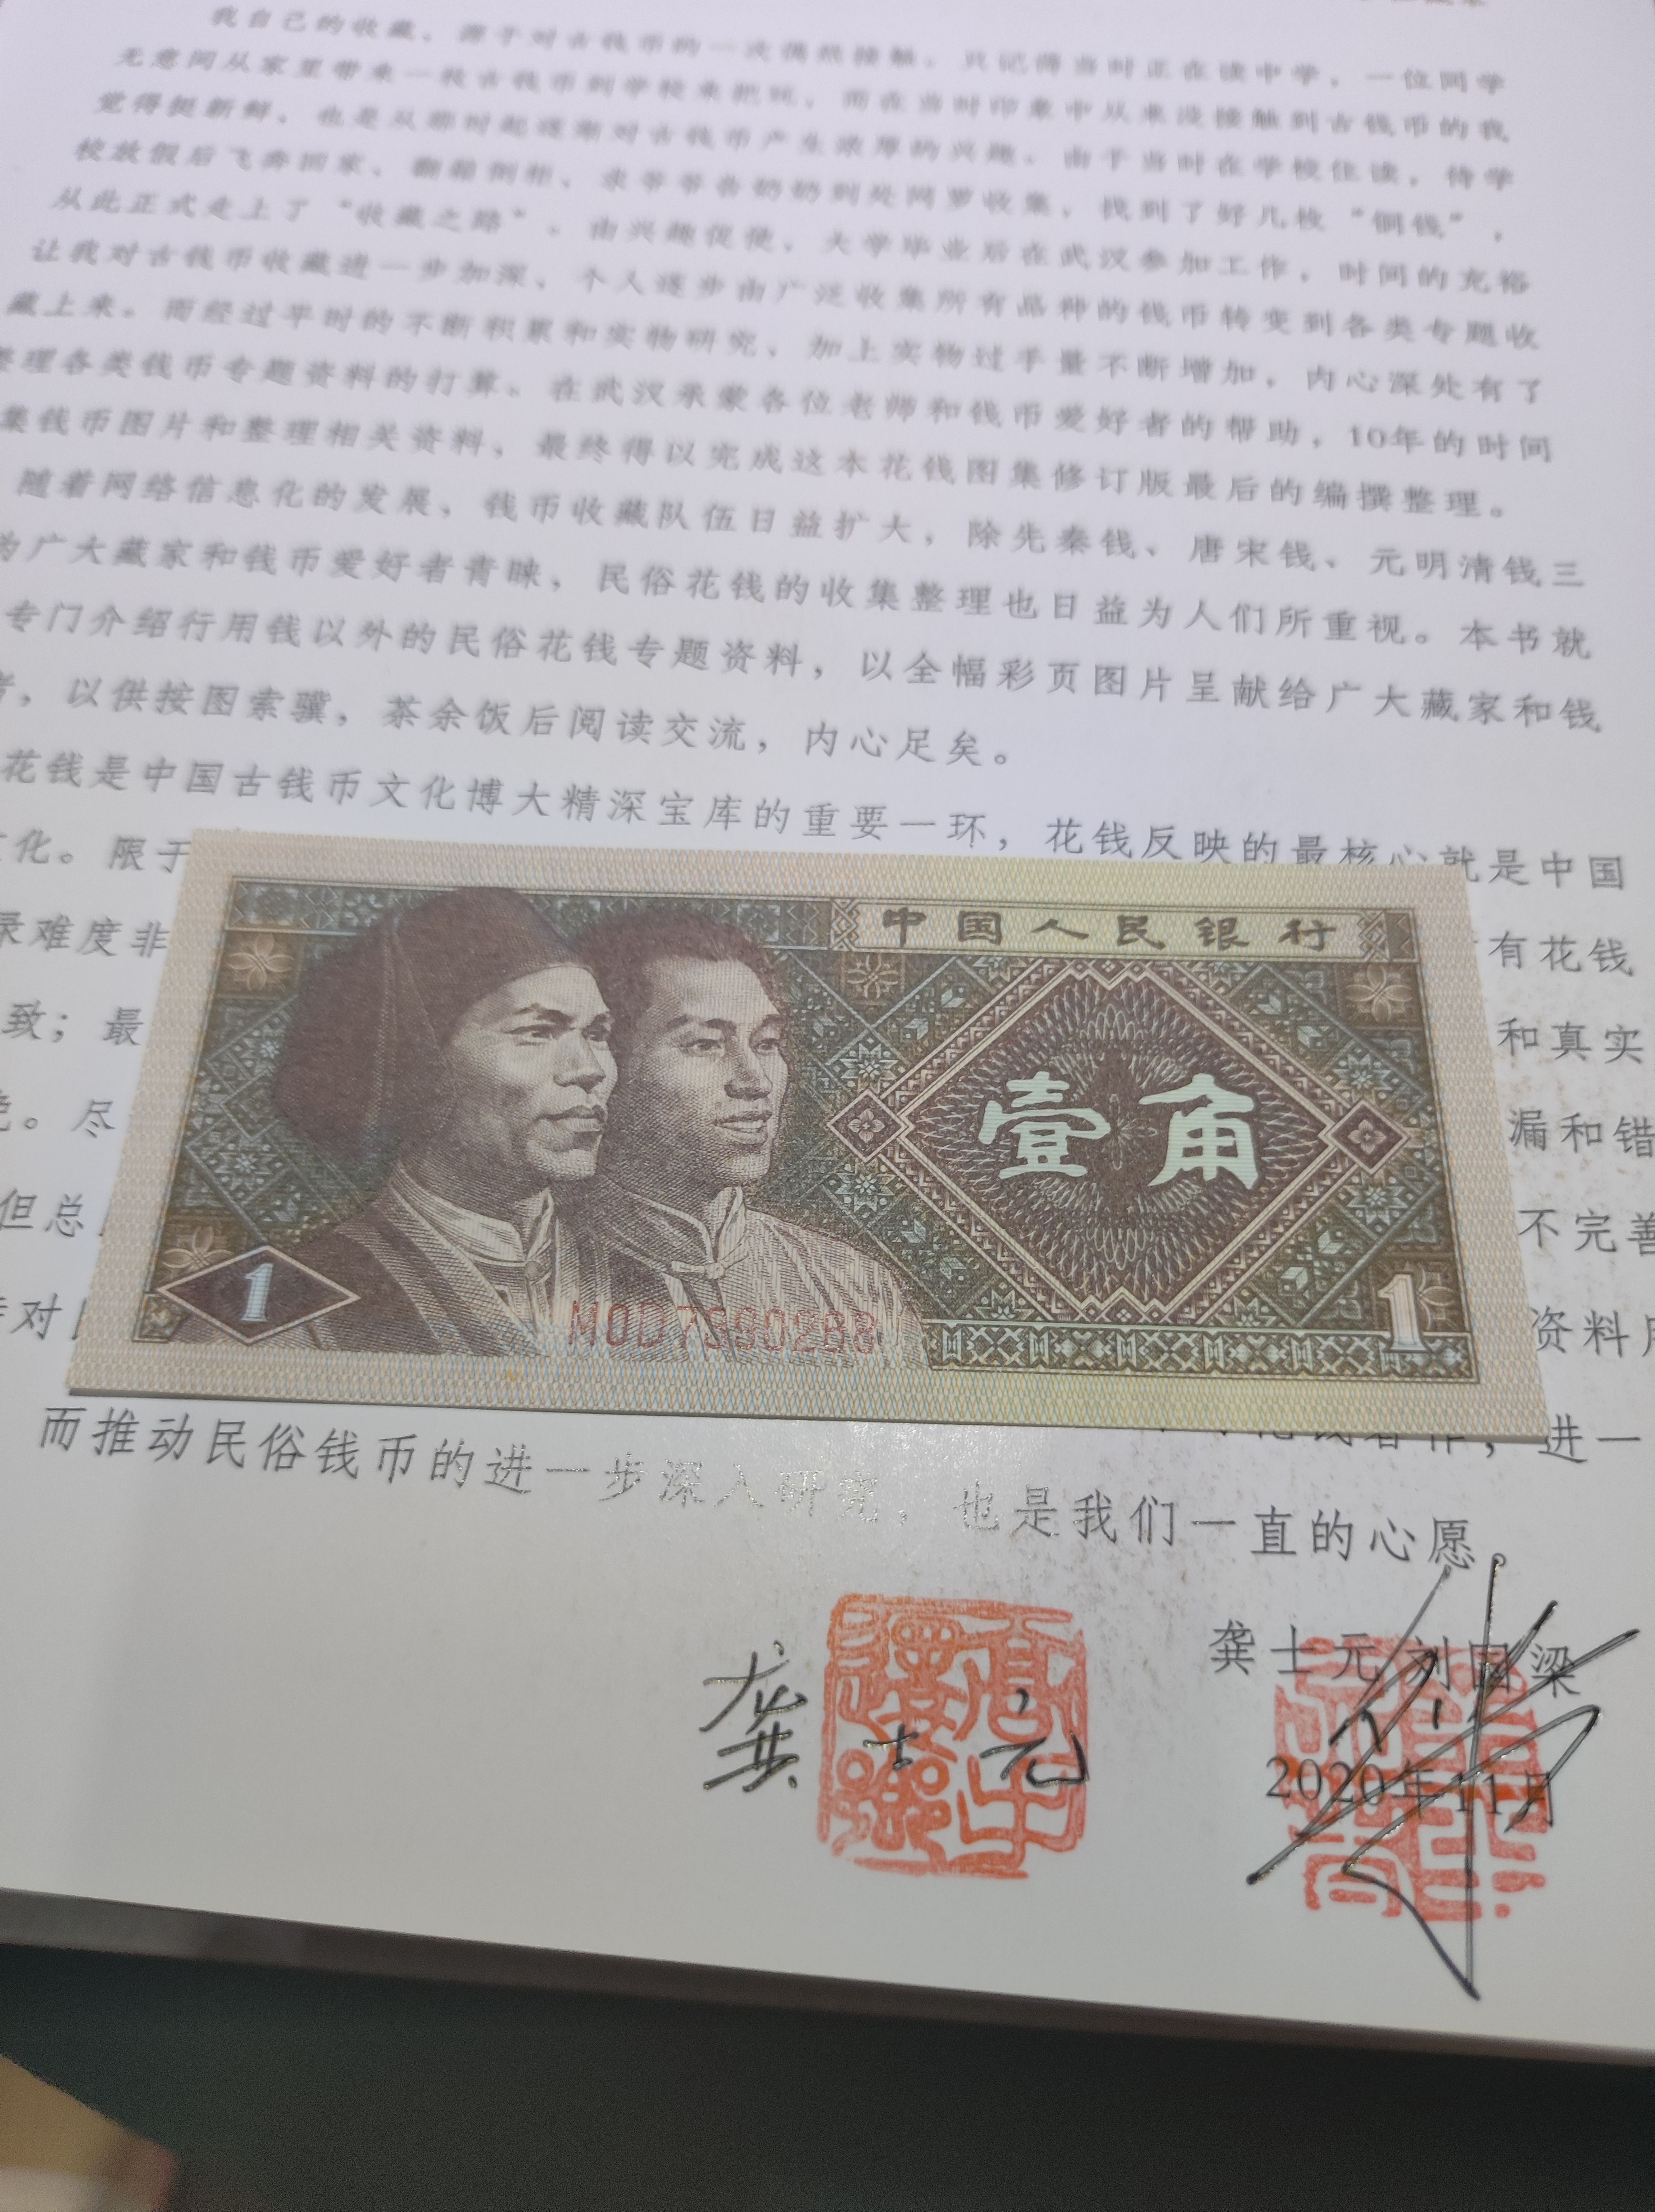 我自己的收藏，源于对古钱币的一次偶然接触。只记得当时正在读中学，一位同学
无意间从家里带来一枚古钱币到学校来把玩，而在当时印象中从来没接触到古钱币的我
觉得挺新鲜，也是从那时起逐渐对古钱币产生浓厚的兴趣。由于当时在学校住读，待学
校放假后飞奔回家，翻箱倒柜、求爷爷告奶奶到处网罗收集，找到了好几枚“铜钱”，
从此正式走上了“收藏之路”。由兴趣促使，大学毕业后在武汉参加工作，时间的充裕
让我对古钱币收藏进一步加深，个人逐步由广泛收集所有品种的钱币转变到各类专题收
藏上来。而经过平时的不断积累和实物研究，加上实物过手量不断增加，内心深处有了
整理各类钱币专题资料的打算。在武汉承蒙各位老师和钱币爱好者的帮助，10年的时间
集钱币图片和整理相关资料，最终得以完成这本花钱图集修订版最后的编撰整理。
随着网络信息化的发展，钱币收藏队伍日益扩大，除先秦钱、唐宋钱、元明清钱三
为广大藏家和钱币爱好者青睐，民俗花钱的收集整理也日益为人们所重视。本书就
专门介绍行用钱以外的民俗花钱专题资料，以全幅彩页图片呈献给广大藏家和钱
者，以供按图索骥，茶余饭后阅读交流，内心足矣。
花钱是中国古钱币文化博大精深宝库的重要一环，花钱反映的最核心就是中国
化。限于
录难度非 有花钱
致；最 和真实
。尽 漏和错
但总 不完善
对 资料
进一
中国人民银行
壹角
1
1
而推动民俗钱币的进一步深入研究，也是我们一直的心愿。
龚士元 刘国梁
2020年11月
龚士元